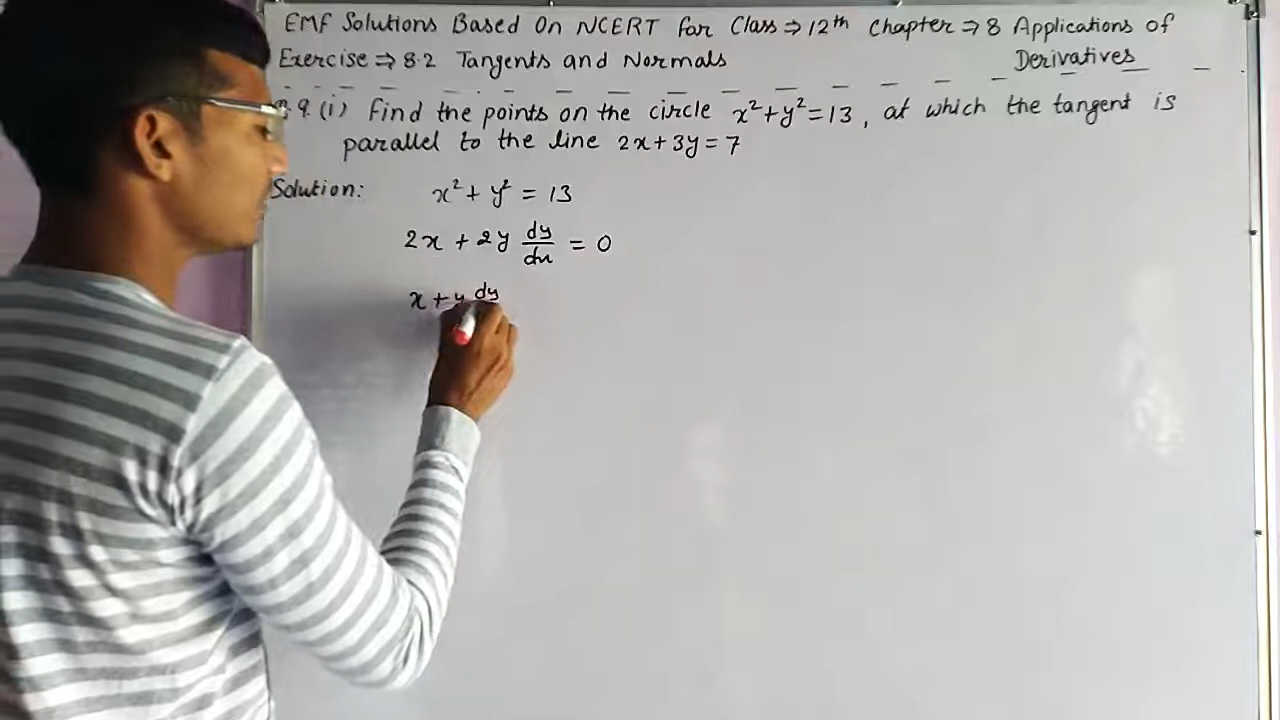 EMF Solutions Based On NCERT for Class ⇒ 12th Chapter ⇒ 8 Applications of
Exercise ⇒ 8.2 Tangents and Normals Derivatives
9 (i) Find the points on the circle x²+y²=13, at which the tangent is
parallel to the line 2x+3y=7
Solution: x² + y² = 13
2x + 2y dy/dx = 0
x + y dy